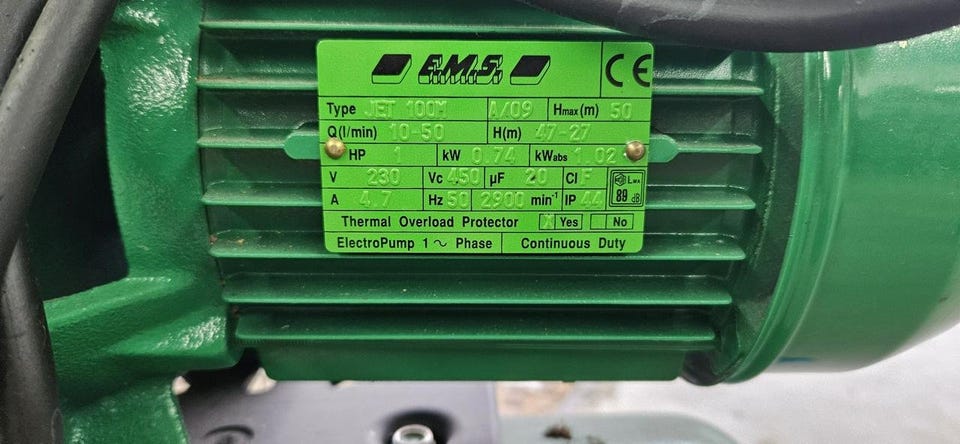 E.M.S. CE
Type JET 100M A/09 Hmax(m) 50
Q(l/min) 10-50 H(m) 47-27
HP 1 kW 0.74 kWabs 1.02
V 230 Vc 450 µF 20 Cl F LWA
A 4.7 Hz 50 2900 min⁻¹ IP 44 89 dB
Thermal Overload Protector X Yes No
ElectroPump 1 ~ Phase Continuous Duty